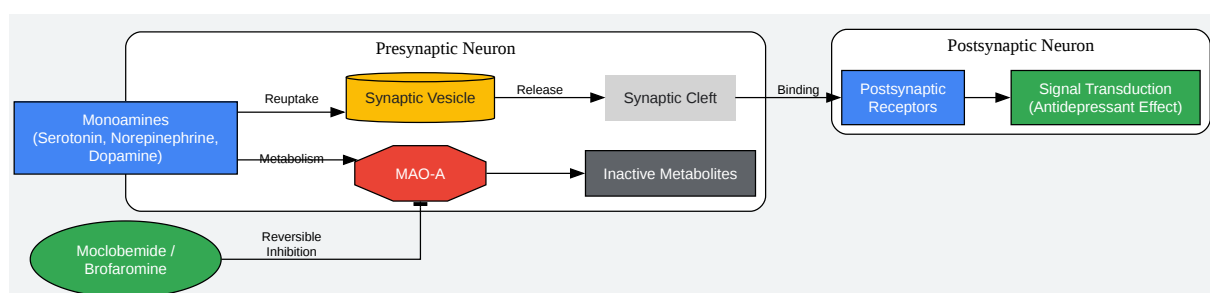 Presynaptic Neuron
Postsynaptic Neuron
Monoamines
(Serotonin, Norepinephrine,
Dopamine)
Reuptake
Synaptic Vesicle
Release
Synaptic Cleft
Binding
Postsynaptic
Receptors
Signal Transduction
(Antidepressant Effect)
Metabolism
MAO-A
Inactive Metabolites
Moclobemide /
Brofaromine
Reversible
Inhibition